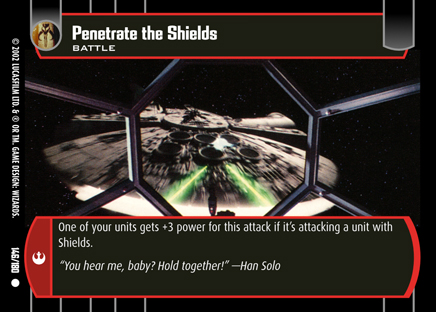 Penetrate the Shields
BATTLE
© 2002 LUCASFILM LTD. & ® OR TM. GAME DESIGN: WIZARDS.
One of your units gets +3 power for this attack if it's attacking a unit with
Shields.
"You hear me, baby? Hold together!" —Han Solo
146/180